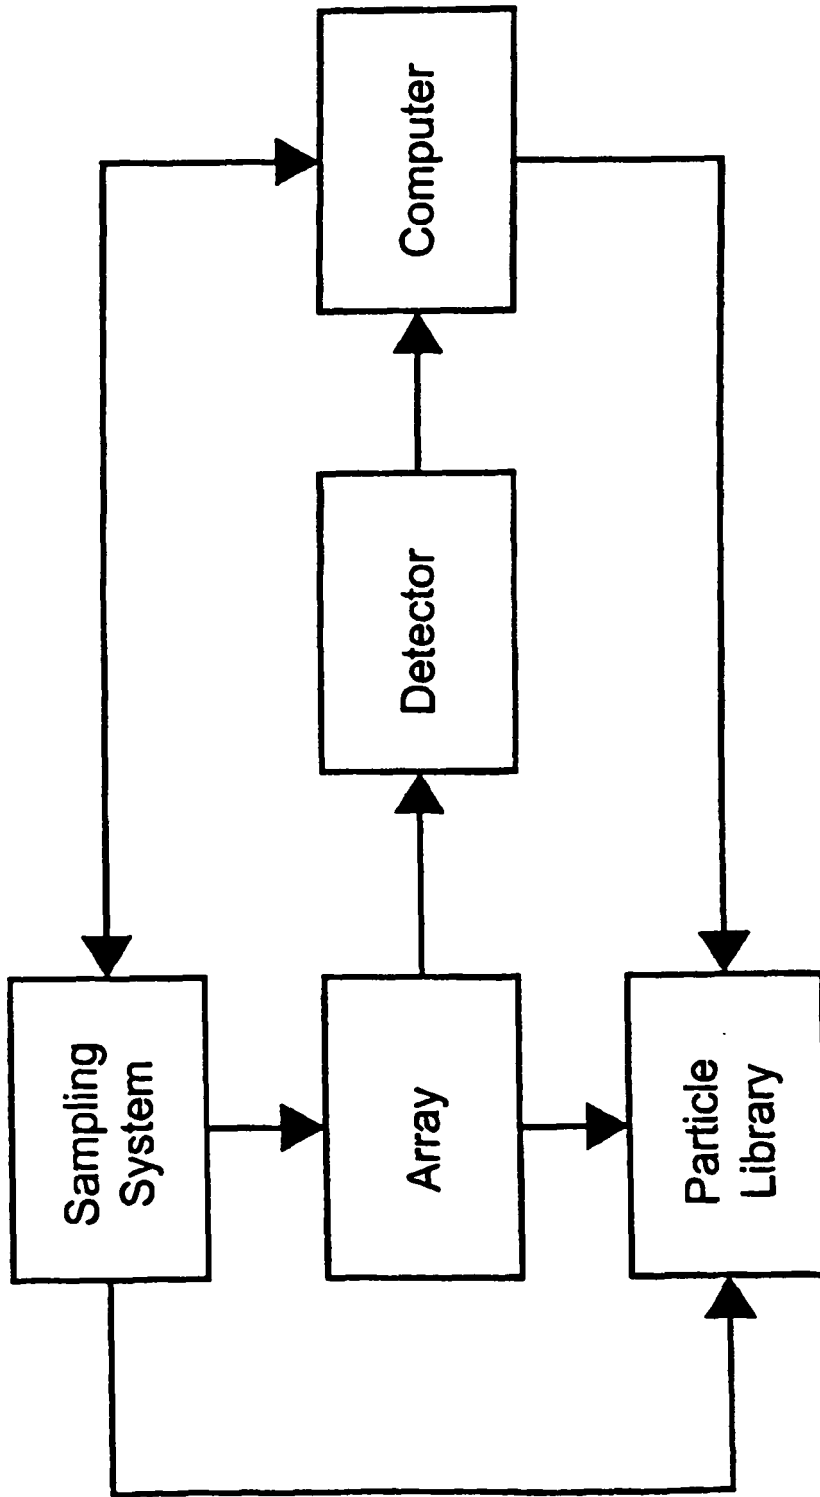 Sampling
System
Array
Particle
Library
Detector
Computer